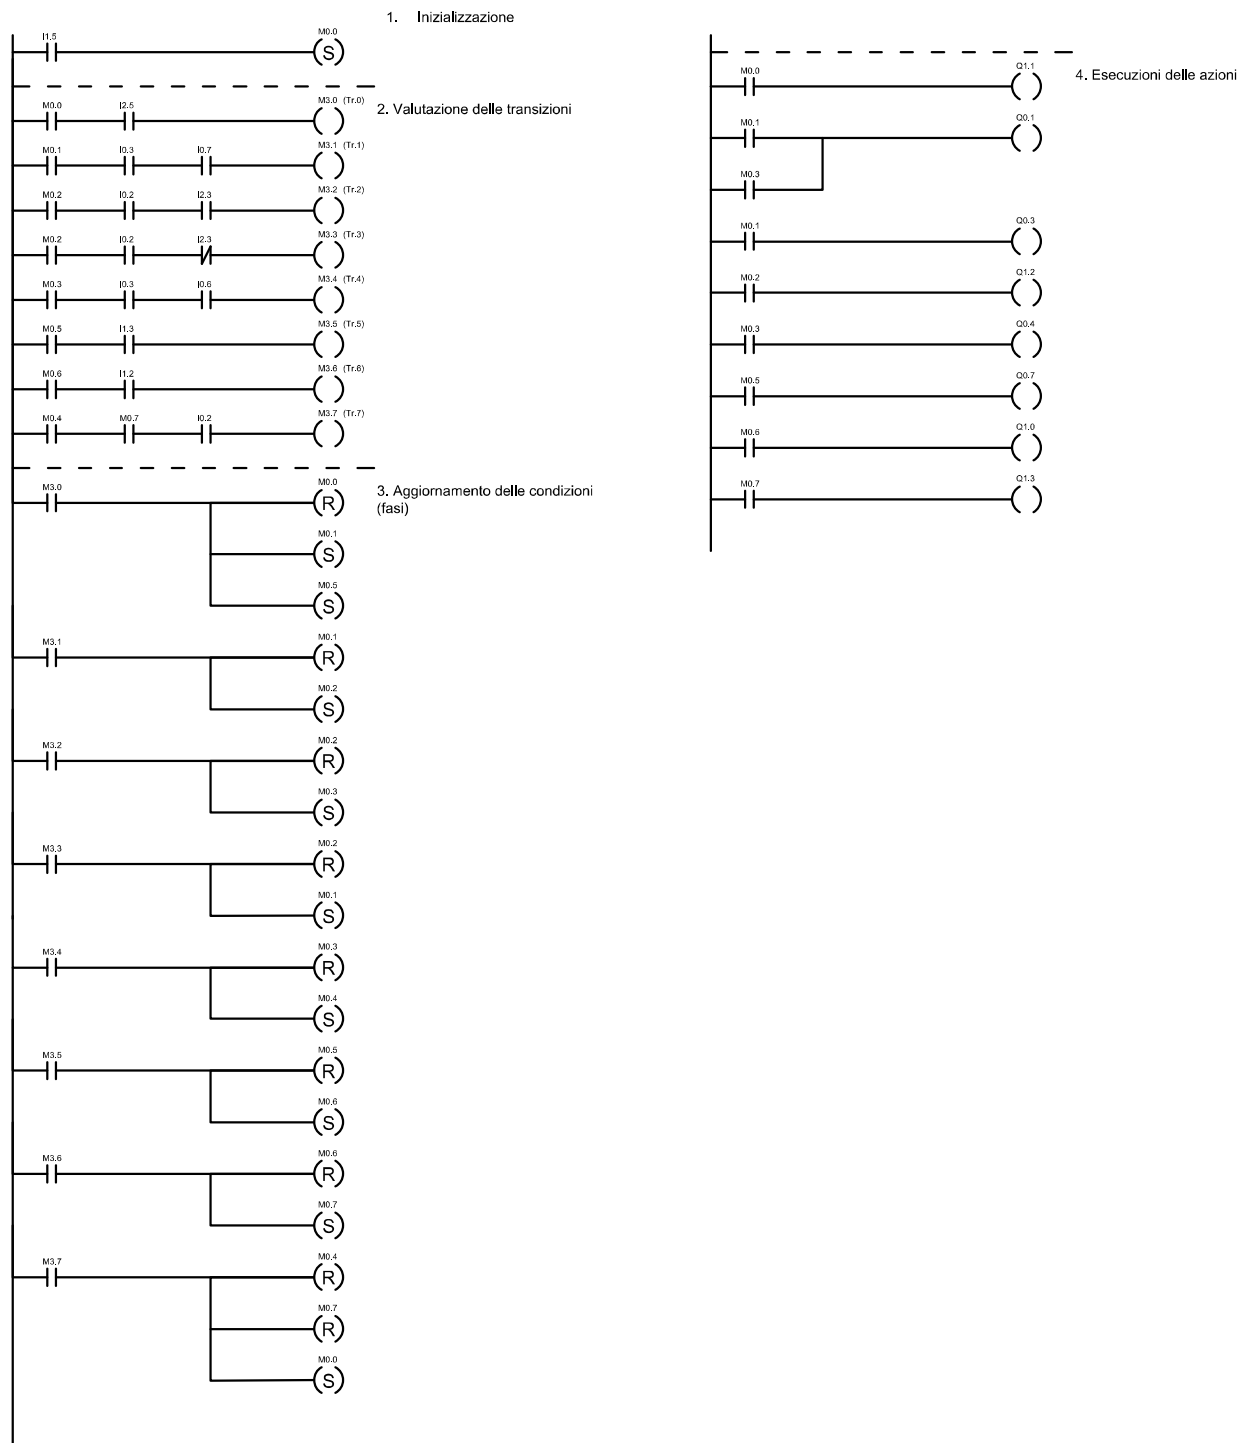 1. Inizializzazione
I1.5 M0.0
S
2. Valutazione delle transizioni
M0.0 I2.5 M3.0 (Tr.0)
M0.1 I0.3 I0.7 M3.1 (Tr.1)
M0.2 I0.2 I2.3 M3.2 (Tr.2)
M0.2 I0.2 I2.3 M3.3 (Tr.3)
M0.3 I0.3 I0.6 M3.4 (Tr.4)
M0.5 I1.3 M3.5 (Tr.5)
M0.6 I1.2 M3.6 (Tr.6)
M0.4 M0.7 I0.2 M3.7 (Tr.7)
3. Aggiornamento delle condizioni
(fasi)
M3.0 M0.0
R
M0.1
S
M0.5
S
M3.1 M0.1
R
M0.2
S
M3.2 M0.2
R
M0.3
S
M3.3 M0.2
R
M0.1
S
M3.4 M0.3
R
M0.4
S
M3.5 M0.5
R
M0.6
S
M3.6 M0.6
R
M0.7
S
M3.7 M0.4
R
M0.7
R
M0.0
S
4. Esecuzioni delle azioni
M0.0 Q1.1
M0.1 Q0.1
M0.3
M0.1 Q0.3
M0.2 Q1.2
M0.3 Q0.4
M0.5 Q0.7
M0.6 Q1.0
M0.7 Q1.3